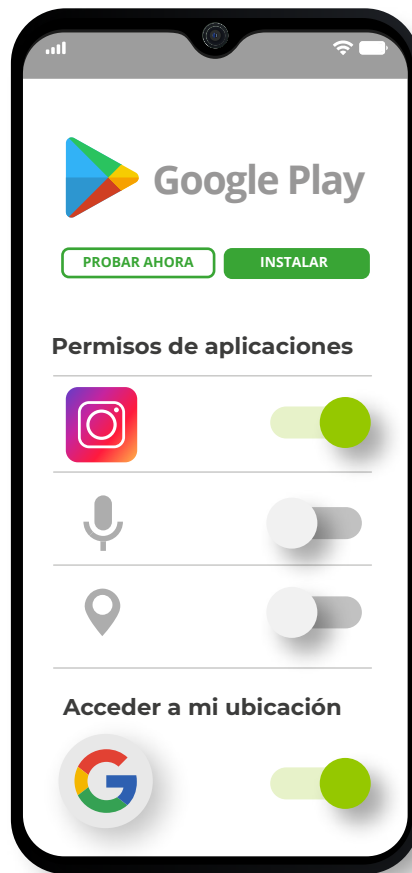 Google Play
PROBAR AHORA INSTALAR
Permisos de aplicaciones
Acceder a mi ubicación